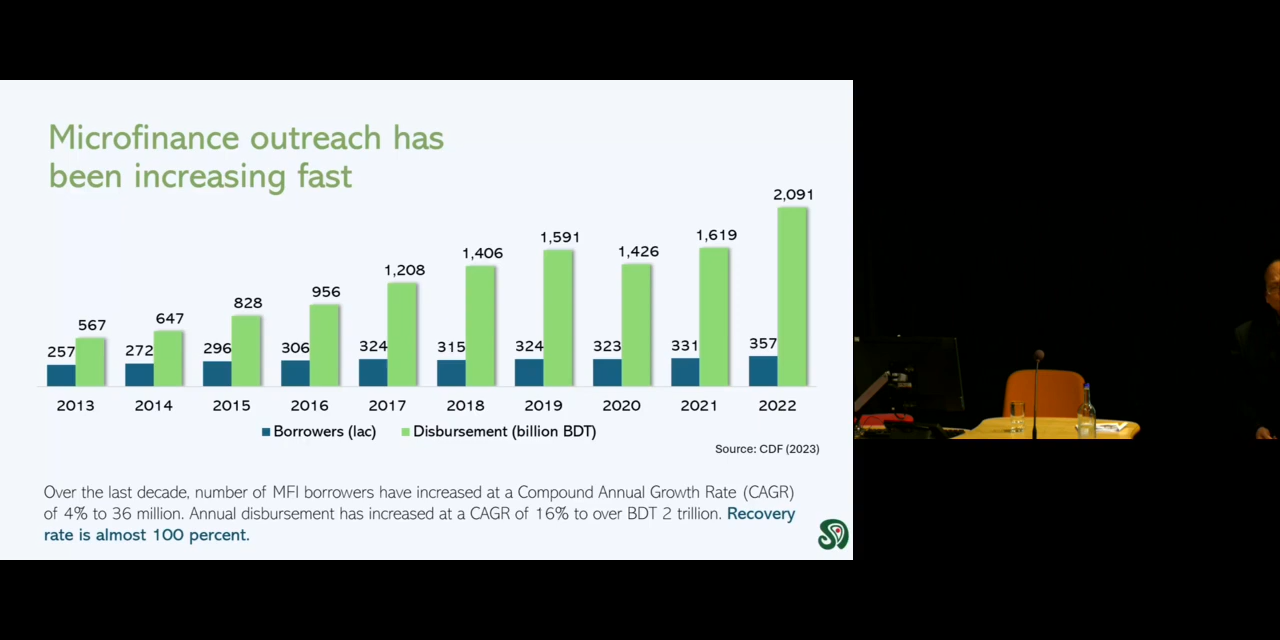 Microfinance outreach has
been increasing fast
257 567 272 647 296 828 306 956 324 1,208 315 1,406 324 1,591 323 1,426 331 1,619 357 2,091
2013 2014 2015 2016 2017 2018 2019 2020 2021 2022
Borrowers (lac) Disbursement (billion BDT)
Source: CDF (2023)
Over the last decade, number of MFI borrowers have increased at a Compound Annual Growth Rate (CAGR)
of 4% to 36 million. Annual disbursement has increased at a CAGR of 16% to over BDT 2 trillion. Recovery
rate is almost 100 percent.